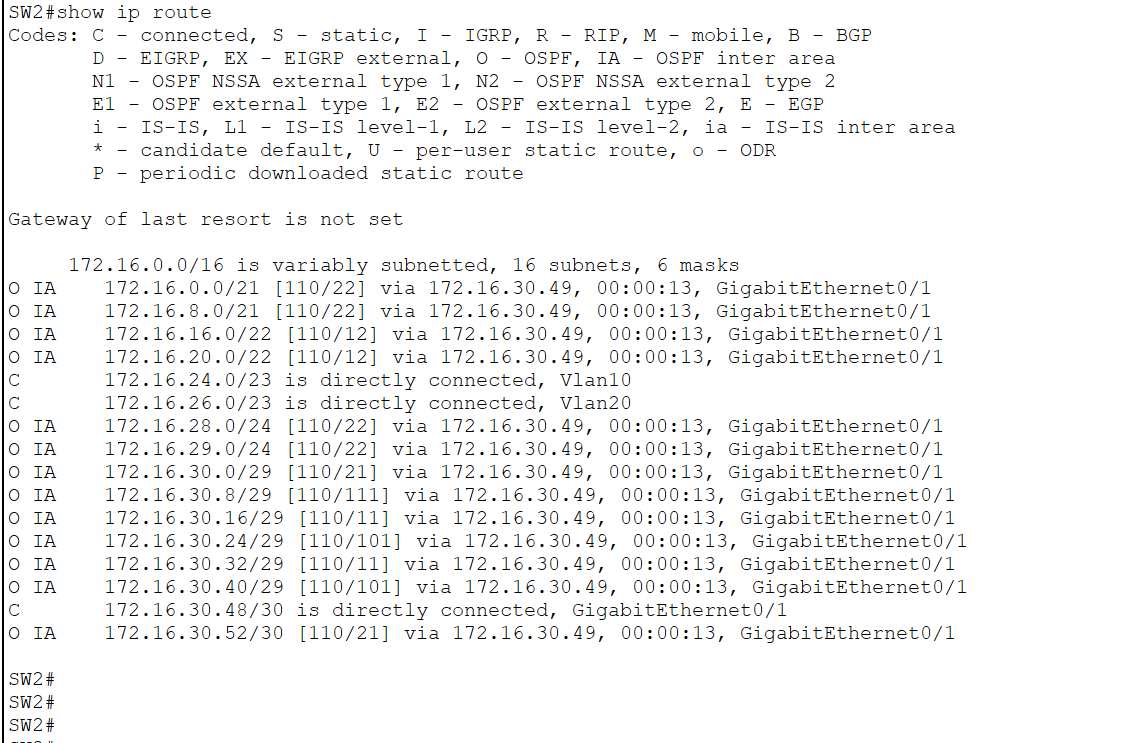 SW2#show ip route
Codes: C - connected, S - static, I - IGRP, R - RIP, M - mobile, B - BGP
       D - EIGRP, EX - EIGRP external, O - OSPF, IA - OSPF inter area
       N1 - OSPF NSSA external type 1, N2 - OSPF NSSA external type 2
       E1 - OSPF external type 1, E2 - OSPF external type 2, E - EGP
       i - IS-IS, L1 - IS-IS level-1, L2 - IS-IS level-2, ia - IS-IS inter area
       * - candidate default, U - per-user static route, o - ODR
       P - periodic downloaded static route

Gateway of last resort is not set

     172.16.0.0/16 is variably subnetted, 16 subnets, 6 masks
O IA    172.16.0.0/21 [110/22] via 172.16.30.49, 00:00:13, GigabitEthernet0/1
O IA    172.16.8.0/21 [110/22] via 172.16.30.49, 00:00:13, GigabitEthernet0/1
O IA    172.16.16.0/22 [110/12] via 172.16.30.49, 00:00:13, GigabitEthernet0/1
O IA    172.16.20.0/22 [110/12] via 172.16.30.49, 00:00:13, GigabitEthernet0/1
C       172.16.24.0/23 is directly connected, Vlan10
C       172.16.26.0/23 is directly connected, Vlan20
O IA    172.16.28.0/24 [110/22] via 172.16.30.49, 00:00:13, GigabitEthernet0/1
O IA    172.16.29.0/24 [110/22] via 172.16.30.49, 00:00:13, GigabitEthernet0/1
O IA    172.16.30.0/29 [110/21] via 172.16.30.49, 00:00:13, GigabitEthernet0/1
O IA    172.16.30.8/29 [110/111] via 172.16.30.49, 00:00:13, GigabitEthernet0/1
O IA    172.16.30.16/29 [110/11] via 172.16.30.49, 00:00:13, GigabitEthernet0/1
O IA    172.16.30.24/29 [110/101] via 172.16.30.49, 00:00:13, GigabitEthernet0/1
O IA    172.16.30.32/29 [110/11] via 172.16.30.49, 00:00:13, GigabitEthernet0/1
O IA    172.16.30.40/29 [110/101] via 172.16.30.49, 00:00:13, GigabitEthernet0/1
C       172.16.30.48/30 is directly connected, GigabitEthernet0/1
O IA    172.16.30.52/30 [110/21] via 172.16.30.49, 00:00:13, GigabitEthernet0/1

SW2#
SW2#
SW2#